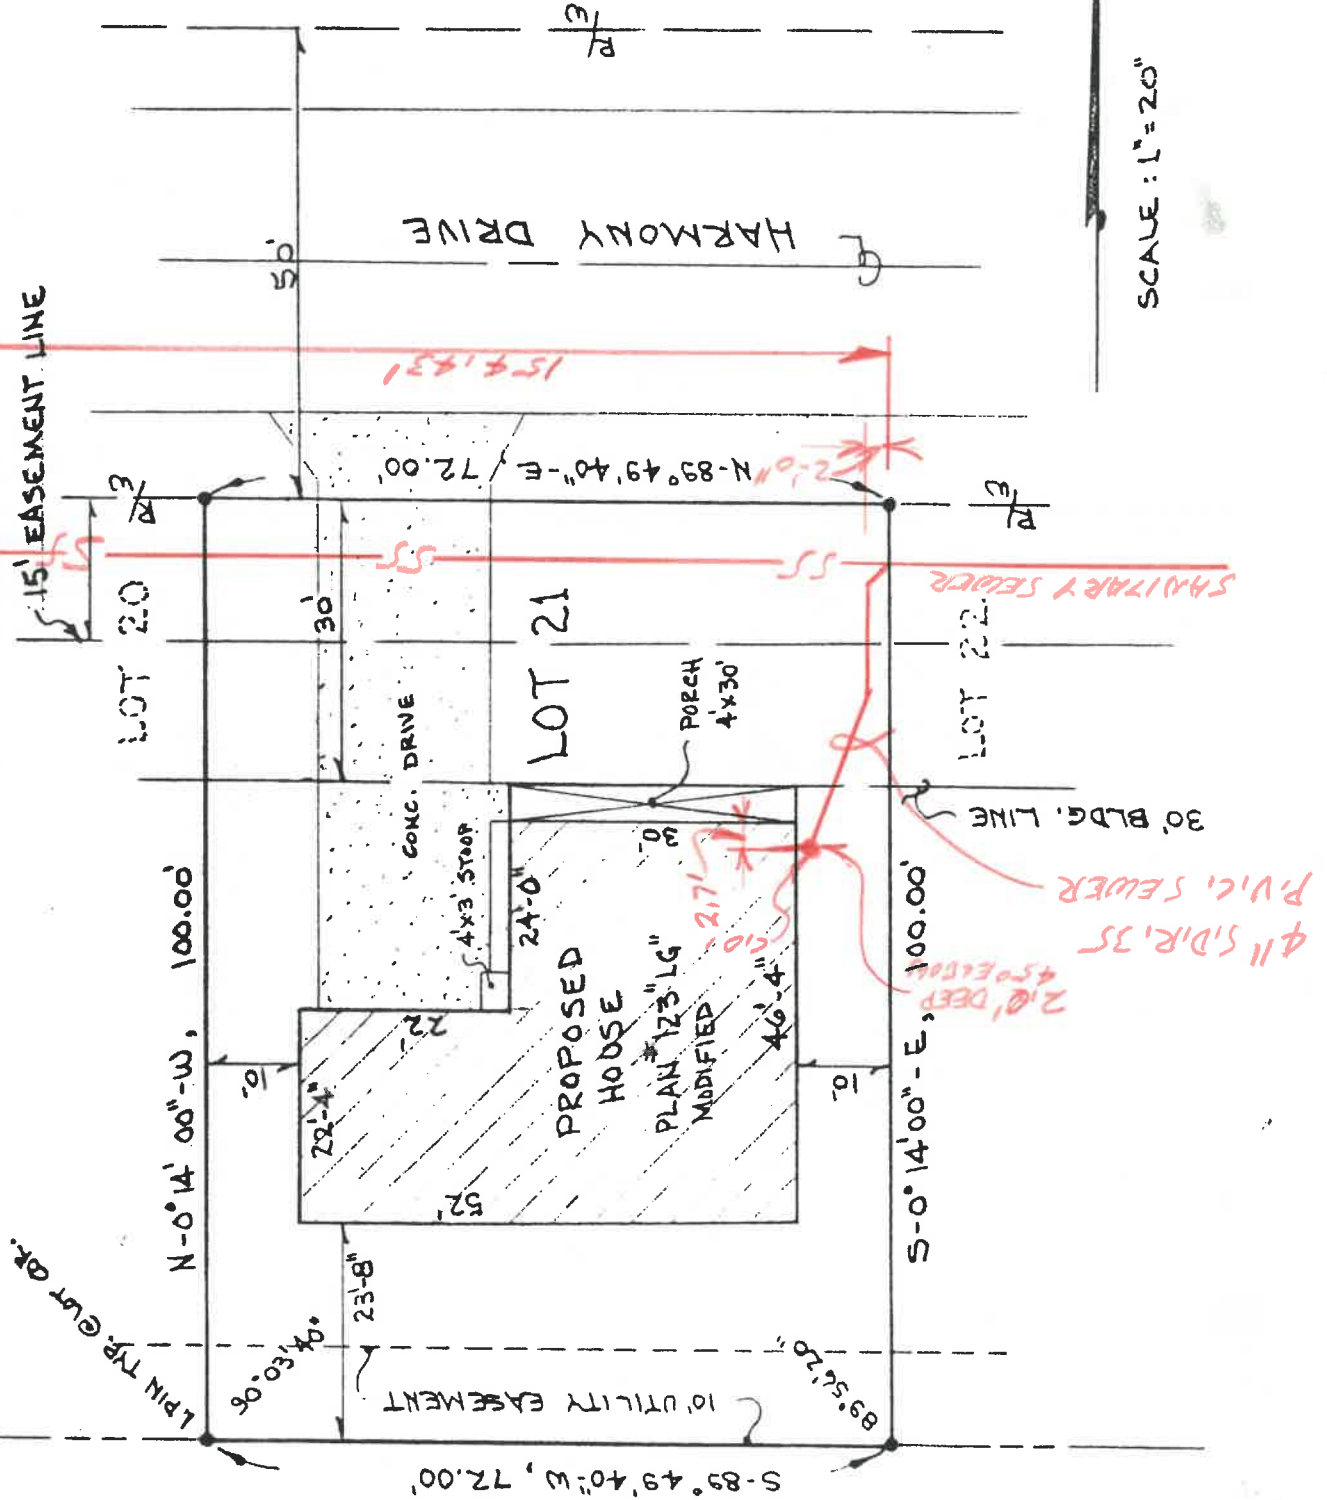 R/W
50'
HARMONY DRIVE
℄
SCALE: 1"=20"
15' EASEMENT LINE
154.43'
N-89°49'40"-E, 72.00'
2'-0"
R/W
R/W
SS
SS
SS
SANITARY SEWER
LOT 20
30'
LOT 21
LOT 22
CONC. DRIVE
PORCH
4'x30'
30' BLDG. LINE
4'x3' STOOP
24'-0"
30'
2.7'
C.O.
4" S.D.R. 35
P.V.C. SEWER
2.0' DEEP
45° ELBOW
N-0°14'00"-W, 100.00'
S-0°14'00"-E, 100.00'
22'
10'
22'-4"
PROPOSED
HOUSE
PLAN #"123"LG"
MODIFIED
46'-4"
10'
52'
23'-8"
1 PIN TYP. @ LOT COR.
90°03'40"
10' UTILITY EASEMENT
89°56'20"
S-89°49'40"-W, 72.00'